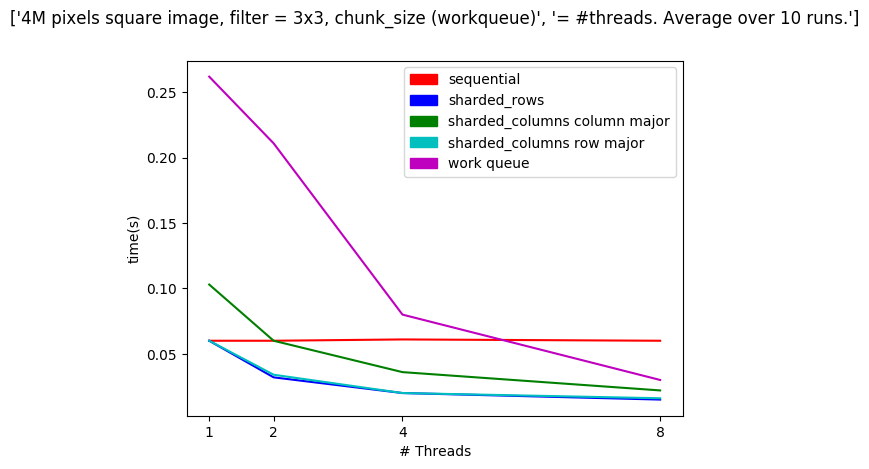 ['4M pixels square image, filter = 3x3, chunk_size (workqueue)', '= #threads. Average over 10 runs.']
sequential
sharded_rows
sharded_columns column major
sharded_columns row major
work queue
time(s)
0.25
0.20
0.15
0.10
0.05
1 2 4 8
# Threads